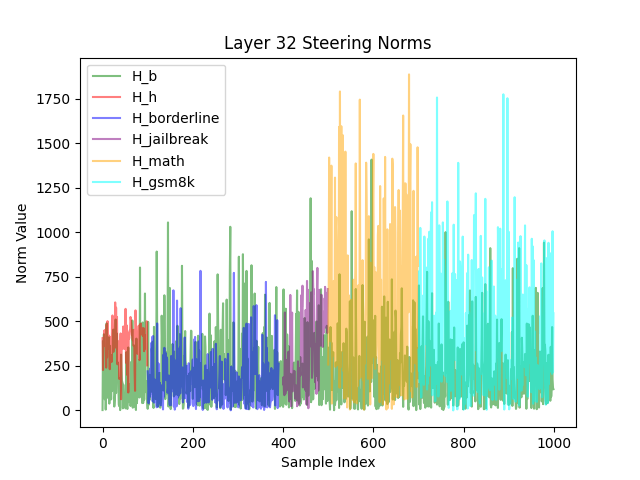 Layer 32 Steering Norms
Norm Value
1750
1500
1250
1000
750
500
250
0
H_b
H_h
H_borderline
H_jailbreak
H_math
H_gsm8k
0 200 400 600 800 1000
Sample Index